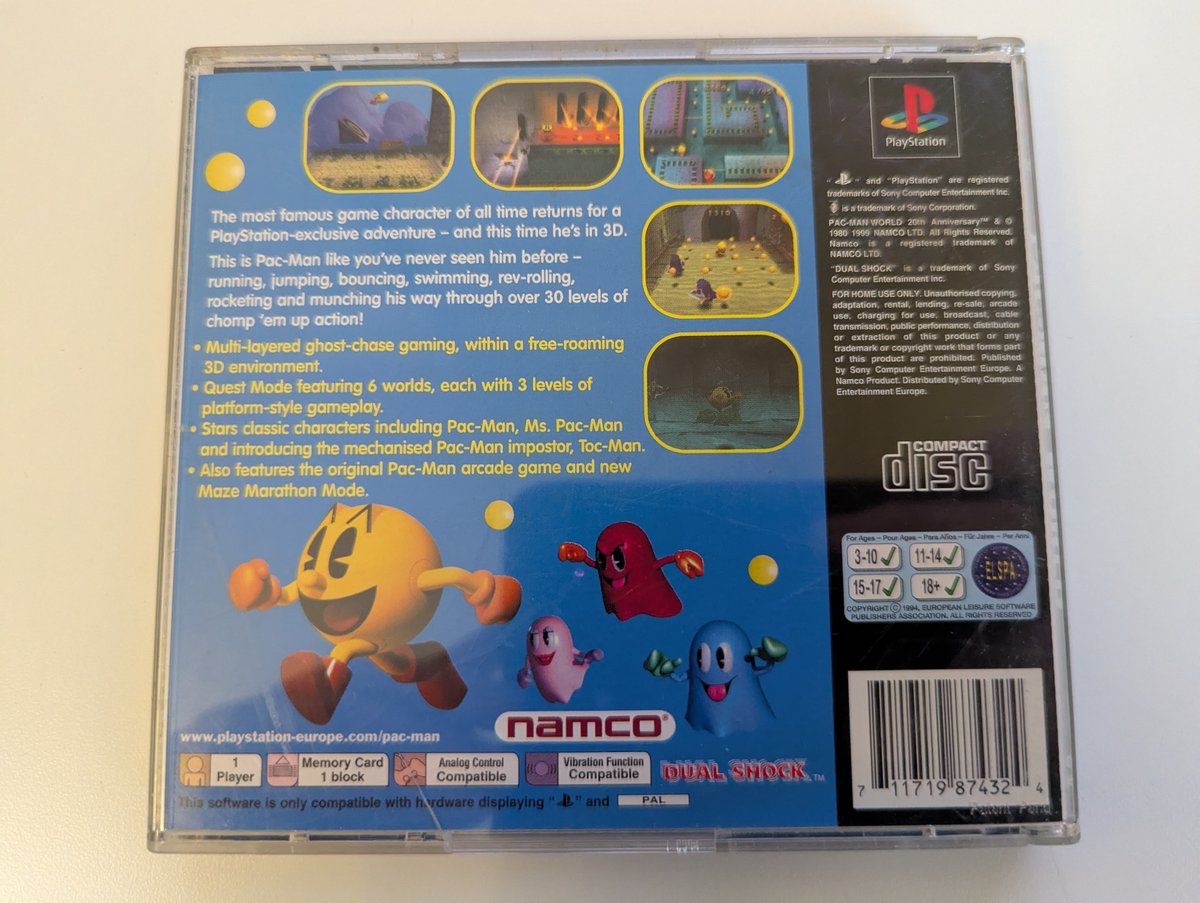 The most famous game character of all time returns for a
PlayStation-exclusive adventure – and this time he's in 3D.
This is Pac-Man like you've never seen him before –
running, jumping, bouncing, swimming, rev-rolling,
rocketing and munching his way through over 30 levels of
chomp 'em up action!
• Multi-layered ghost-chase gaming, within a free-roaming
3D environment.
• Quest Mode featuring 6 worlds, each with 3 levels of
platform-style gameplay.
• Stars classic characters including Pac-Man, Ms. Pac-Man
and introducing the mechanised Pac-Man impostor, Toc-Man.
• Also features the original Pac-Man arcade game and new
Maze Marathon Mode.
1310
www.playstation-europe.com/pac-man
namco®
1
Player
Memory Card
1 block
Analog Control
Compatible
Vibration Function
Compatible
DUAL SHOCK™
This software is only compatible with hardware displaying " " and PAL
PlayStation
" " and "PlayStation" are registered
trademarks of Sony Computer Entertainment Inc.
is a trademark of Sony Corporation.
PAC-MAN WORLD 20th Anniversary™ & ©
1980 1999 NAMCO LTD. All Rights Reserved.
Namco is a registered trademark of
NAMCO LTD.
"DUAL SHOCK" is a trademark of Sony
Computer Entertainment Inc.
FOR HOME USE ONLY. Unauthorised copying,
adaptation, rental, lending, re-sale, arcade
use, charging for use, broadcast, cable
transmission, public performance, distribution
or extraction of this product or any
trademark or copyright work that forms part
of this product are prohibited. Published
by Sony Computer Entertainment Europe. A
Namco Product. Distributed by Sony Computer
Entertainment Europe.
COMPACT
disc
For Ages – Pour Ages – Para Años – Für Jahre – Per Anni
3-10 ✓ 11-14 ✓
15-17 ✓ 18+ ✓
ELSPA
COPYRIGHT © 1994, EUROPEAN LEISURE SOFTWARE
PUBLISHERS ASSOCIATION. ALL RIGHTS RESERVED
7 11719 87432 4
Patent Pend